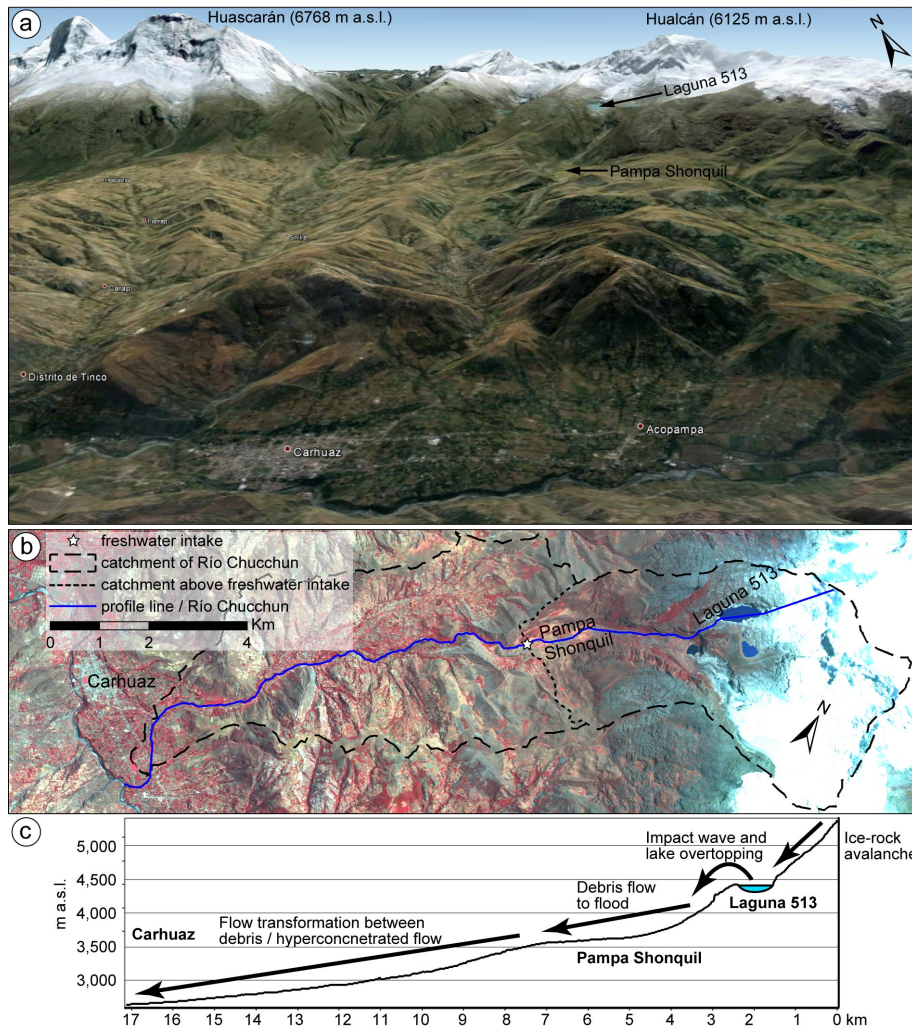 a
Huascarán (6768 m a.s.l.)
Hualcán (6125 m a.s.l.)
N
Laguna 513
Pampa Shonquil
Shilla
Carap
Distrito de Tinco
Acopampa
Carhuaz
b
freshwater intake
catchment of Río Chucchun
catchment above freshwater intake
profile line / Río Chucchun
Km
0 2 4
Laguna 513
Pampa
Shonquil
Carhuaz
N
c
Impact wave and
lake overtopping
Ice-rock
avalanche
5,000
4,500
4,000
3,500
3,000
m a.s.l.
Debris flow
to flood
Laguna 513
Flow transformation between
debris / hyperconcnetrated flow
Carhuaz
Pampa Shonquil
17 16 15 14 13 12 11 10 9 8 7 6 5 4 3 2 1 0 km